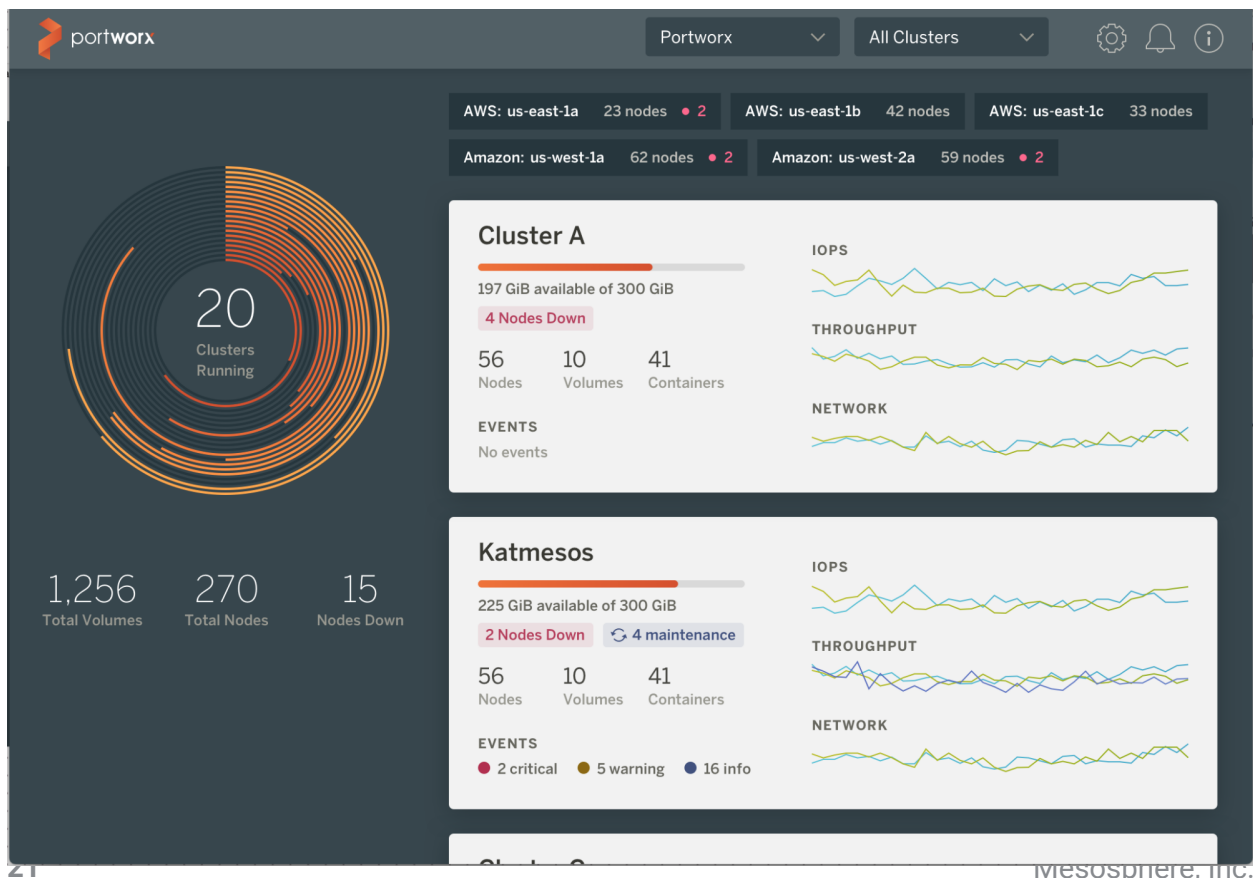 portworx
Portworx
All Clusters
AWS: us-east-1a 23 nodes 2
AWS: us-east-1b 42 nodes
AWS: us-east-1c 33 nodes
Amazon: us-west-1a 62 nodes 2
Amazon: us-west-2a 59 nodes 2
20
Clusters
Running
1,256
Total Volumes
270
Total Nodes
15
Nodes Down
Cluster A
197 GiB available of 300 GiB
4 Nodes Down
56 10 41
Nodes Volumes Containers
EVENTS
No events
IOPS
THROUGHPUT
NETWORK
Katmesos
225 GiB available of 300 GiB
2 Nodes Down 4 maintenance
56 10 41
Nodes Volumes Containers
EVENTS
2 critical 5 warning 16 info
IOPS
THROUGHPUT
NETWORK
Cluster
21
Mesosphere, Inc.